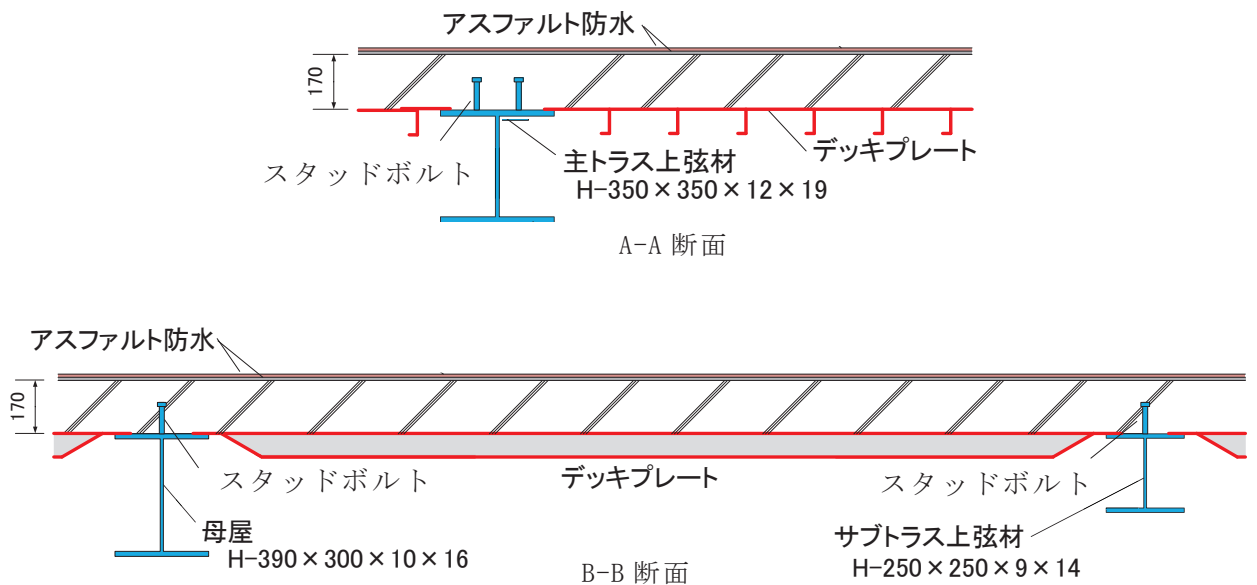 アスファルト防水
170
スタッドボルト
主トラス上弦材
H-350×350×12×19
デッキプレート
A-A 断面
アスファルト防水
170
スタッドボルト
デッキプレート
スタッドボルト
母屋
H-390×300×10×16
サブトラス上弦材
H-250×250×9×14
B-B 断面